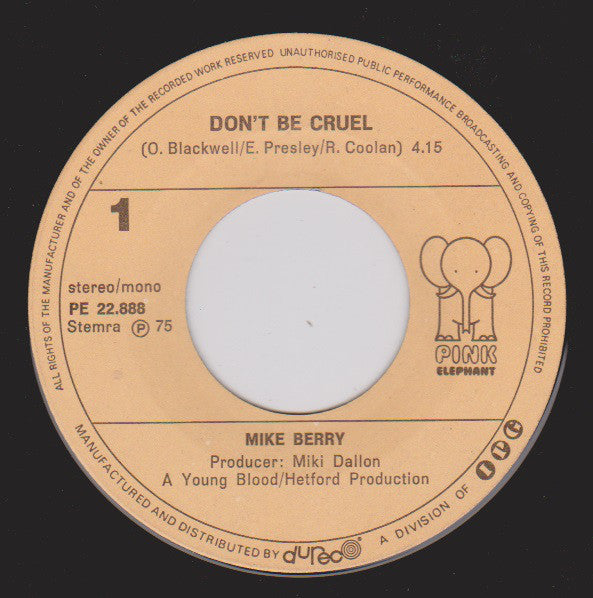 ALL RIGHTS OF THE MANUFACTURER AND OF THE OWNER OF THE RECORDED WORK RESERVED UNAUTHORISED PUBLIC PERFORMANCE BROADCASTING AND COPYING OF THIS RECORD PROHIBITED
DON'T BE CRUEL
(O. Blackwell/E. Presley/R. Coolan) 4.15
1
stereo/mono
PE 22.888
Stemra Ⓟ 75
PINK
ELEPHANT
MIKE BERRY
Producer: Miki Dallon
A Young Blood/Hetford Production
MANUFACTURED AND DISTRIBUTED BY dureco A DIVISION OF